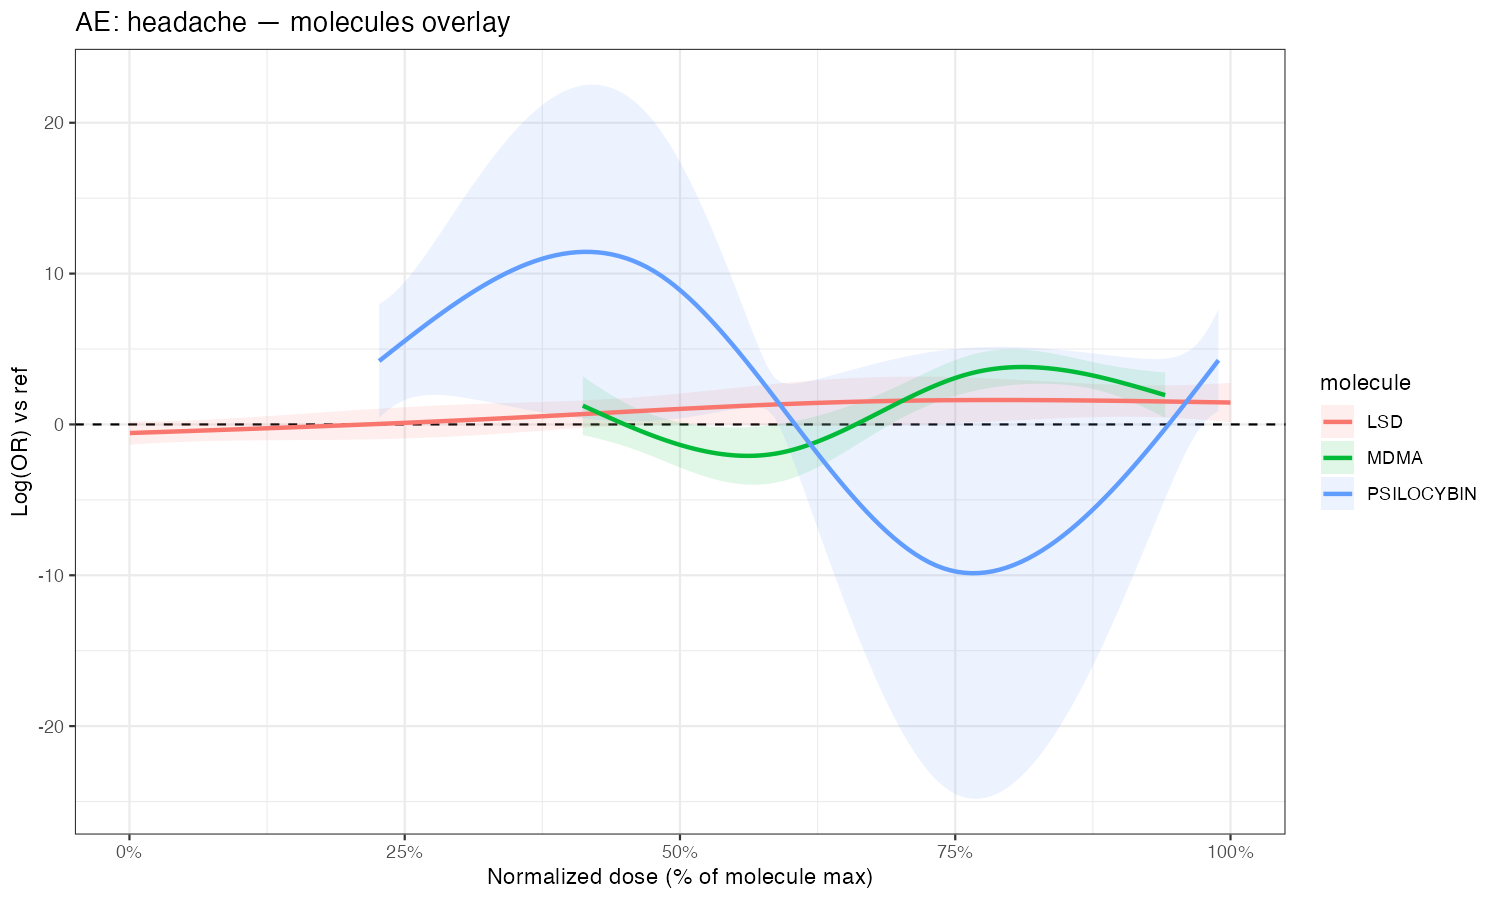 AE: headache — molecules overlay
Log(OR) vs ref
20
10
0
-10
-20
0%
25%
50%
75%
100%
Normalized dose (% of molecule max)
molecule
LSD
MDMA
PSILOCYBIN